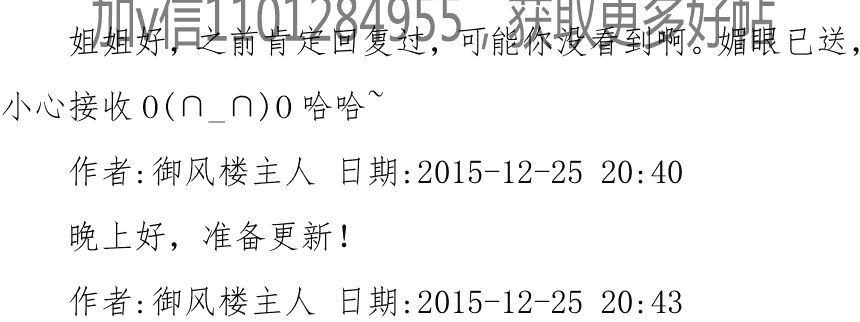 加v信1101284955，获取更多好帖
姐姐好，之前肯定回复过，可能你没看到啊。媚眼已送，
小心接收 O(∩_∩)O 哈哈~
作者:御风楼主人 日期:2015-12-25 20:40
晚上好，准备更新！
作者:御风楼主人 日期:2015-12-25 20:43